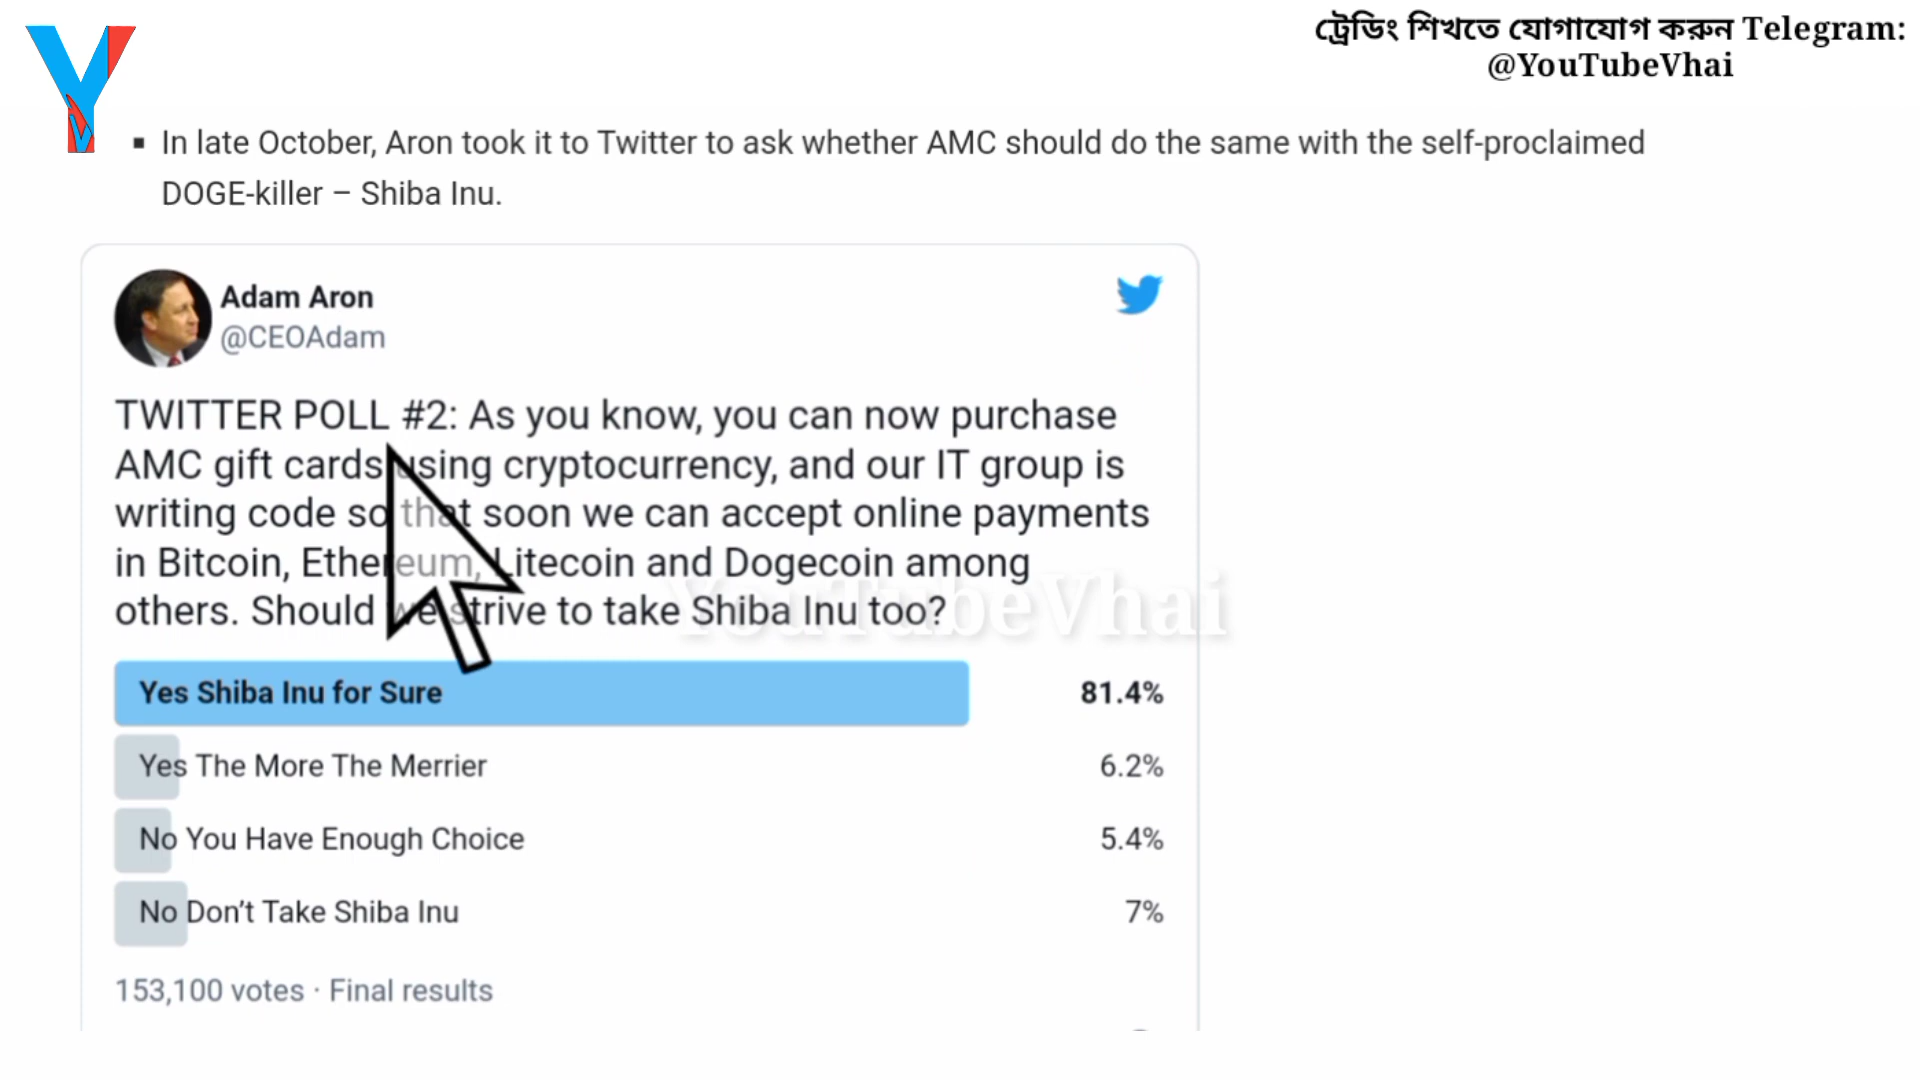 ট্রেডিং শিখতে যোগাযোগ করুন Telegram:
@YouTubeVhai
▪ In late October, Aron took it to Twitter to ask whether AMC should do the same with the self-proclaimed
DOGE-killer – Shiba Inu.
Adam Aron
@CEOAdam
TWITTER POLL #2: As you know, you can now purchase
AMC gift cards using cryptocurrency, and our IT group is
writing code so that soon we can accept online payments
in Bitcoin, Ethereum, Litecoin and Dogecoin among
others. Should we strive to take Shiba Inu too?
YouTubeVhai
Yes Shiba Inu for Sure 81.4%
Yes The More The Merrier 6.2%
No You Have Enough Choice 5.4%
No Don’t Take Shiba Inu 7%
153,100 votes · Final results